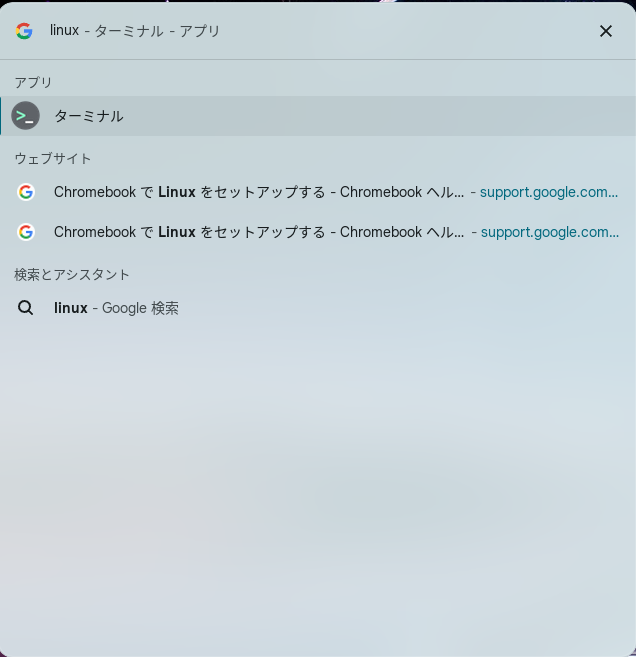 linux - ターミナル - アプリ
アプリ
ターミナル
ウェブサイト
Chromebook で Linux をセットアップする - Chromebook ヘル... - support.google.com...
Chromebook で Linux をセットアップする - Chromebook ヘル... - support.google.com...
検索とアシスタント
linux - Google 検索